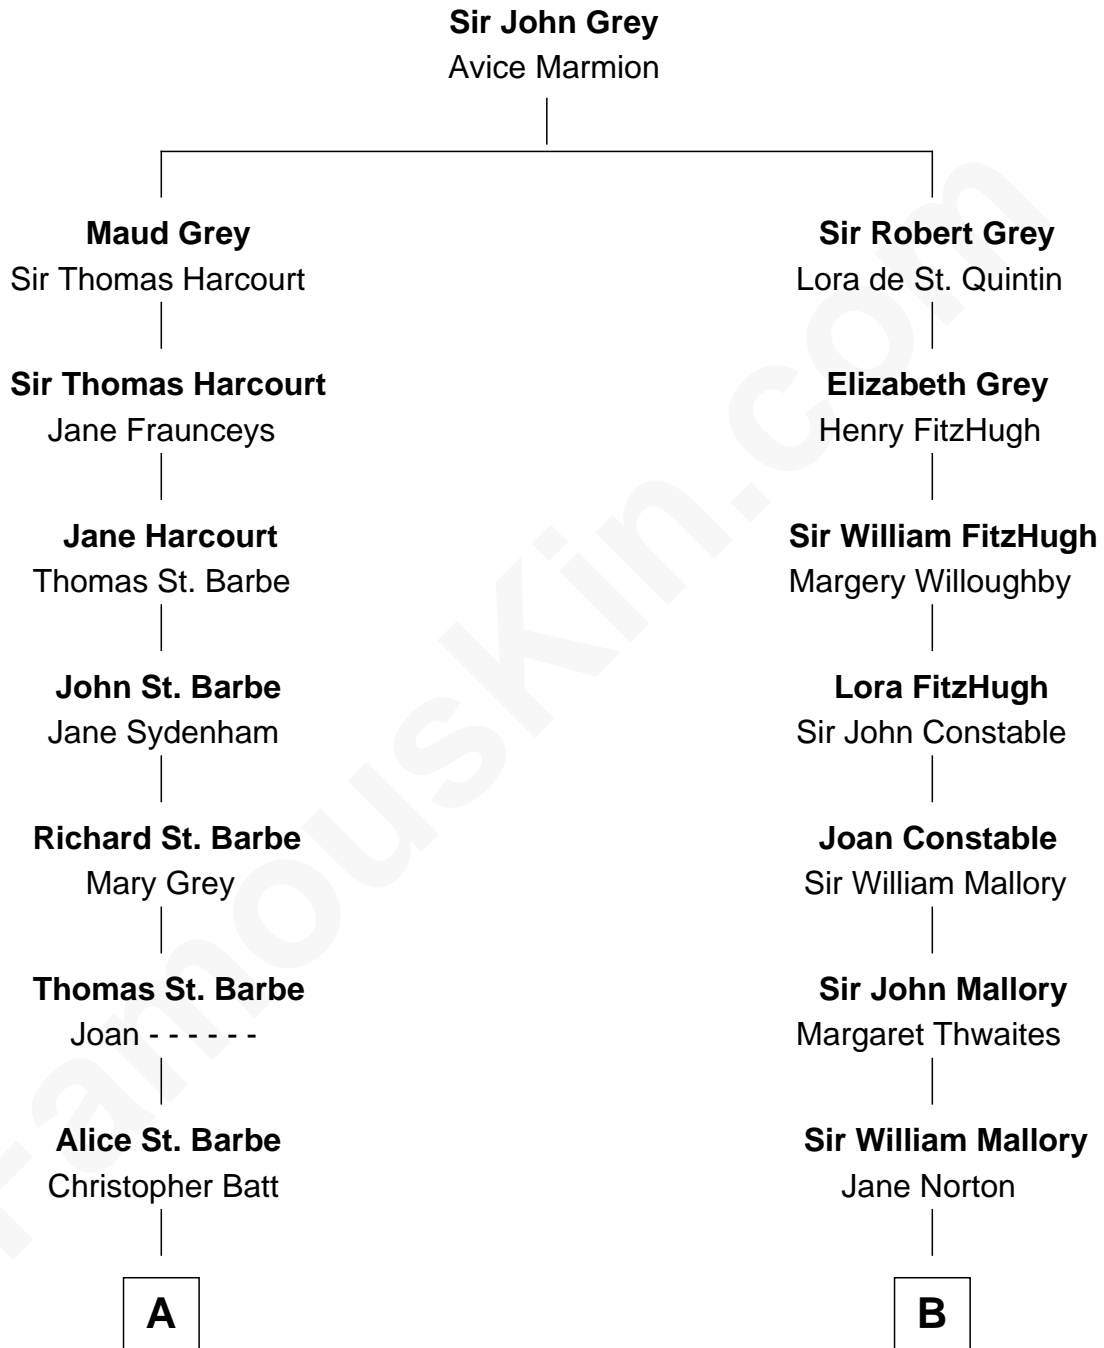 Sir John Grey
Avice Marmion
Maud Grey
Sir Thomas Harcourt
Sir Robert Grey
Lora de St. Quintin
Sir Thomas Harcourt
Jane Fraunceys
Elizabeth Grey
Henry FitzHugh
Jane Harcourt
Thomas St. Barbe
Sir William FitzHugh
Margery Willoughby
John St. Barbe
Jane Sydenham
Lora FitzHugh
Sir John Constable
Richard St. Barbe
Mary Grey
Joan Constable
Sir William Mallory
Thomas St. Barbe
Joan - - - - - -
Sir John Mallory
Margaret Thwaites
Alice St. Barbe
Christopher Batt
Sir William Mallory
Jane Norton
A
B
FamousKin.com